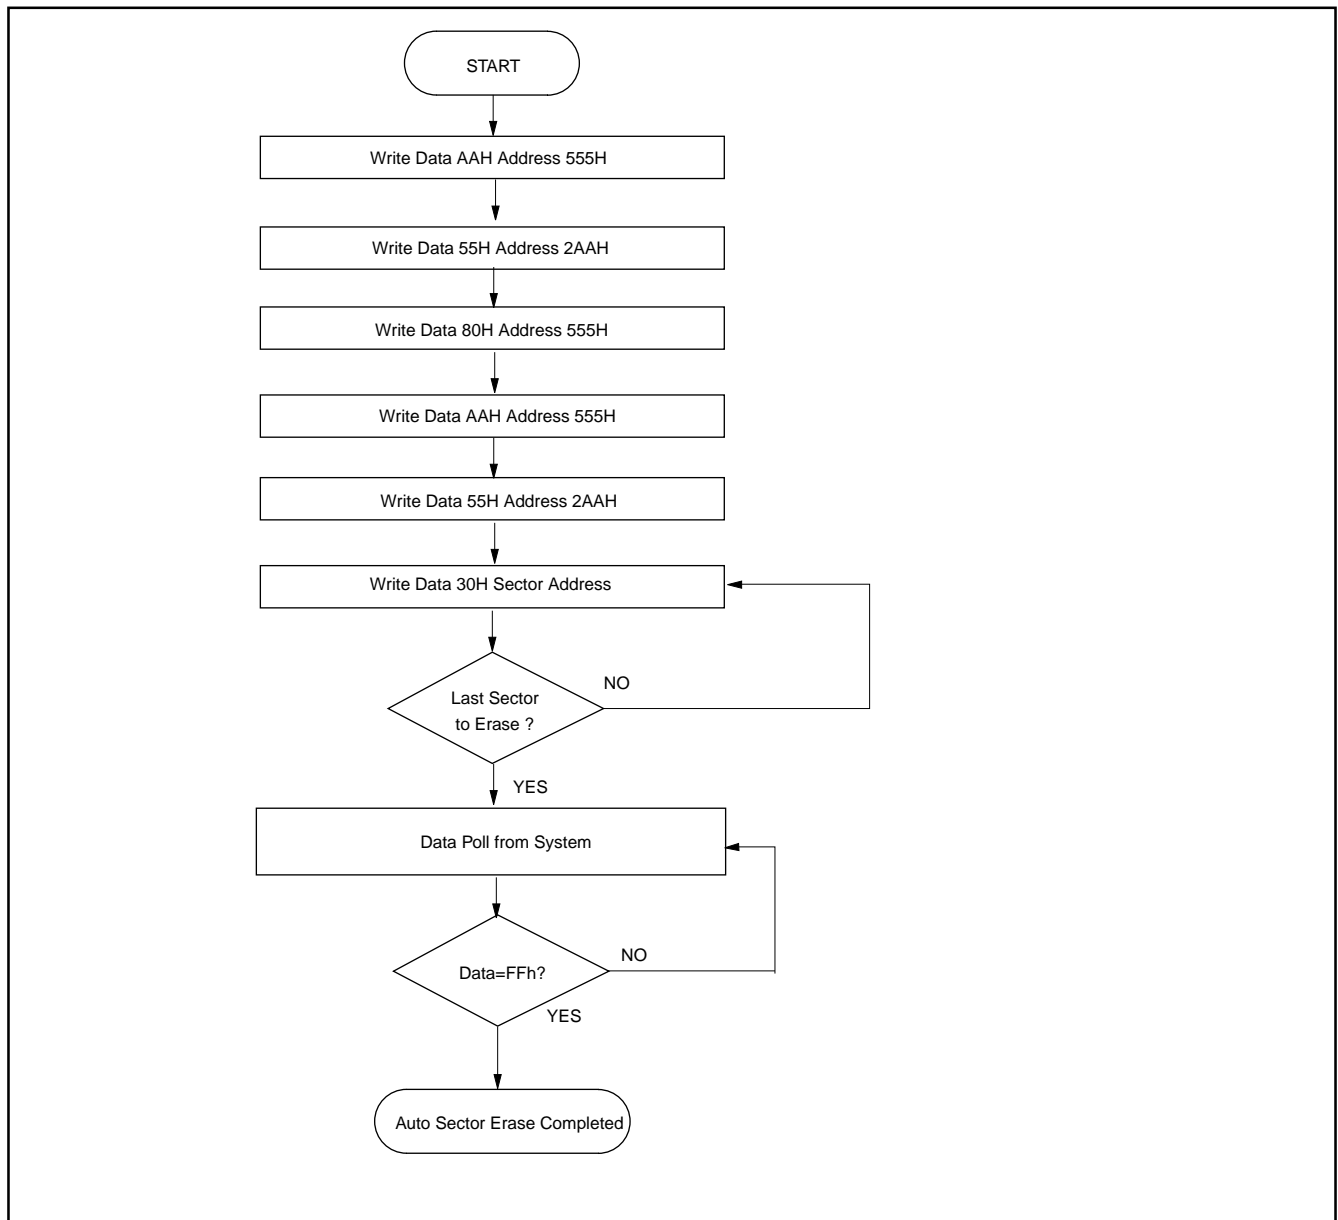 START
Write Data AAH Address 555H
Write Data 55H Address 2AAH
Write Data 80H Address 555H
Write Data AAH Address 555H
Write Data 55H Address 2AAH
Write Data 30H Sector Address
NO
Last Sector
to Erase ?
YES
Data Poll from System
NO
Data=FFh?
YES
Auto Sector Erase Completed